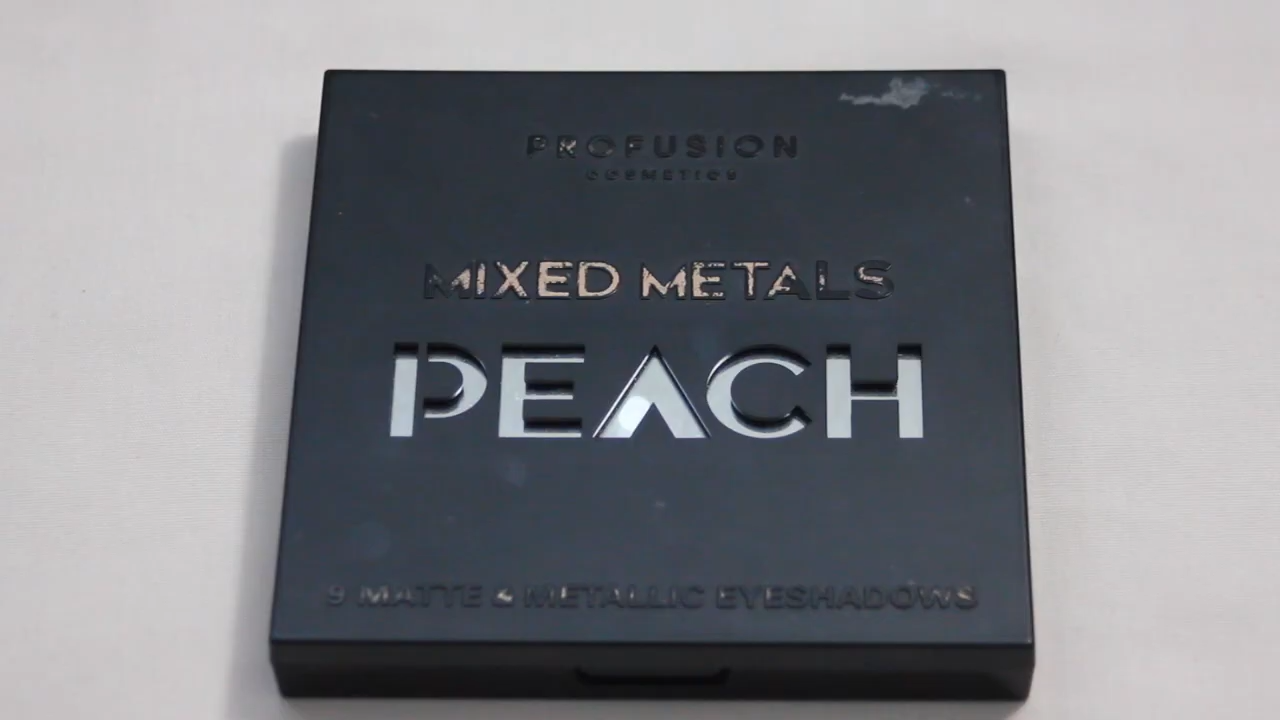 PROFUSION
COSMETICS
MIXED METALS
PEACH
9 MATTE & METALLIC EYESHADOWS